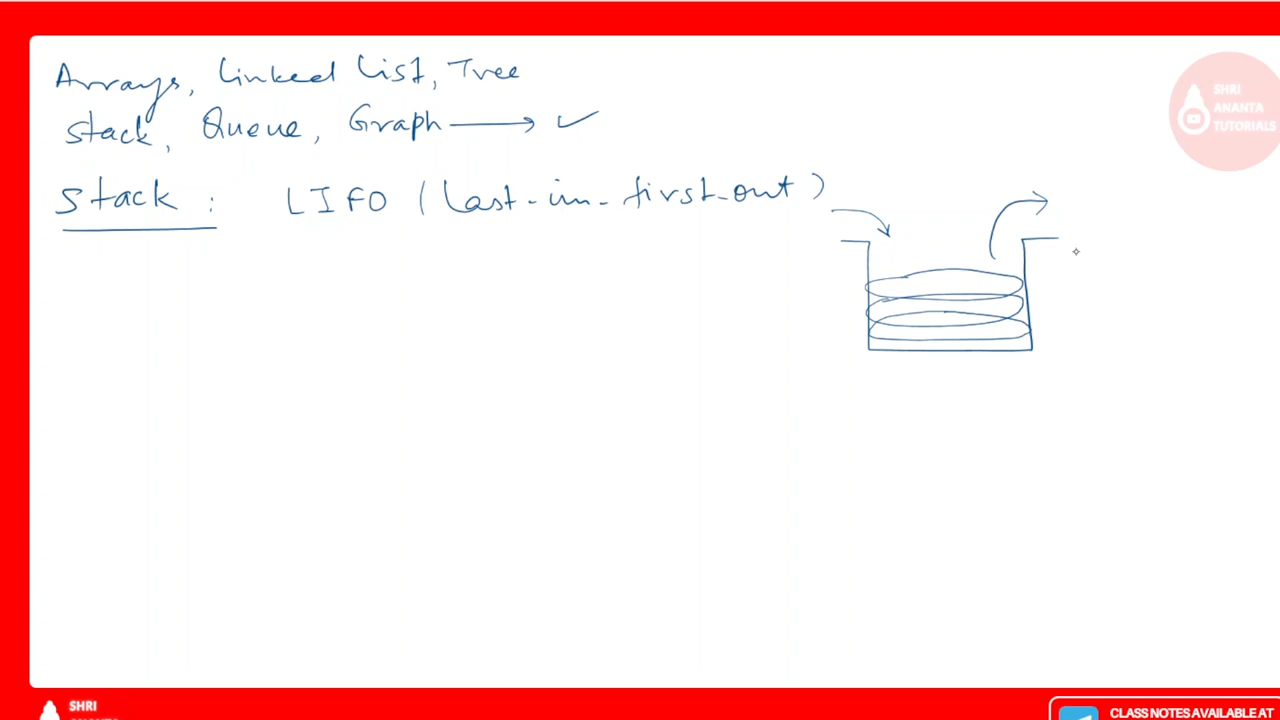 Arrays, Linked List, Tree
Stack, Queue, Graph
Stack : LIFO (Last-in-first-out)
SHRI
ANANTA
TUTORIALS
SHRI
CLASS NOTES AVAILABLE AT